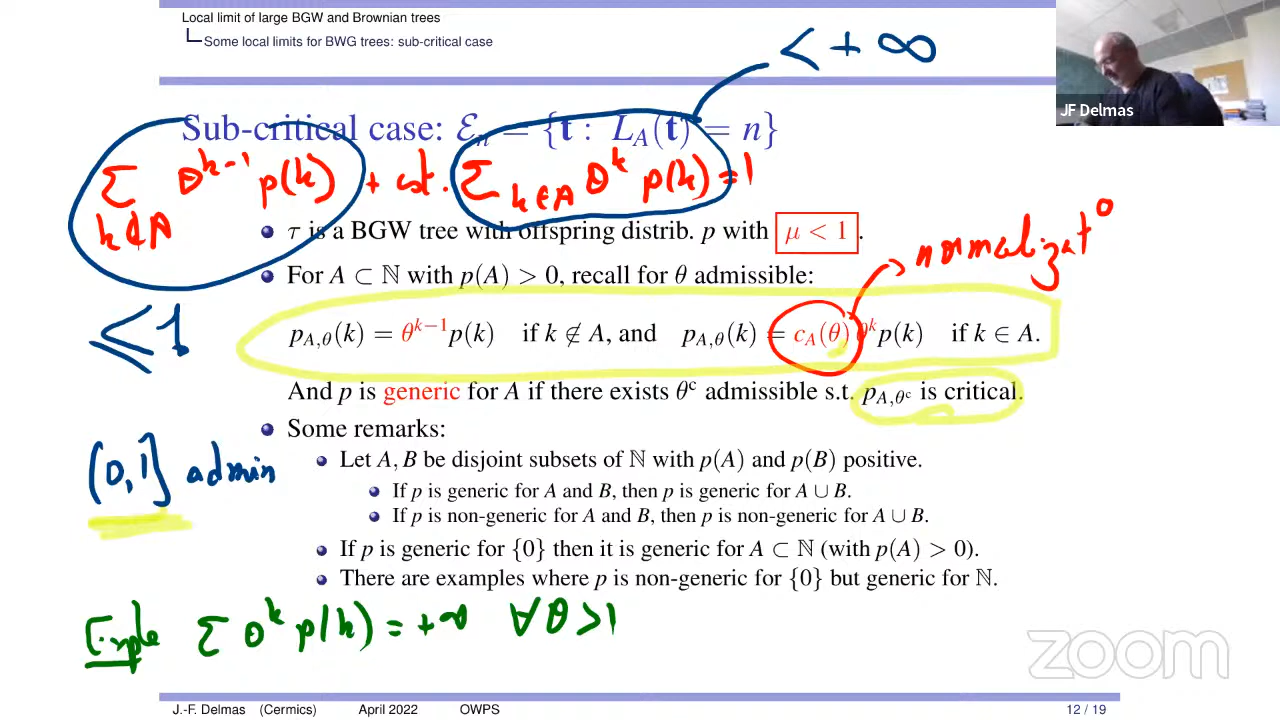 Local limit of large BGW and Brownian trees
Some local limits for BWG trees: sub-critical case
< + ∞
JF Delmas
Sub-critical case: ℰₙ = {t : L_A(t) = n}
Σ_{k∉A} θ^{k-1} p(k) + cst. Σ_{k∈A} θ^k p(k) = 1
τ is a BGW tree with offspring distrib. p with μ < 1.
normalizat°
For A ⊂ ℕ with p(A) > 0, recall for θ admissible:
≤ 1
p_{A,θ}(k) = θ^{k−1}p(k) if k ∉ A, and p_{A,θ}(k) = c_A(θ) θ^k p(k) if k ∈ A.
And p is generic for A if there exists θ^c admissible s.t. p_{A,θ^c} is critical.
Some remarks:
(0,1] admin
Let A, B be disjoint subsets of ℕ with p(A) and p(B) positive.
If p is generic for A and B, then p is generic for A ∪ B.
If p is non-generic for A and B, then p is non-generic for A ∪ B.
If p is generic for {0} then it is generic for A ⊂ ℕ (with p(A) > 0).
There are examples where p is non-generic for {0} but generic for ℕ.
Σ θ^k p(k) = +∞ ∀θ>1
zoom
J.-F. Delmas (Cermics) April 2022 OWPS 12 / 19